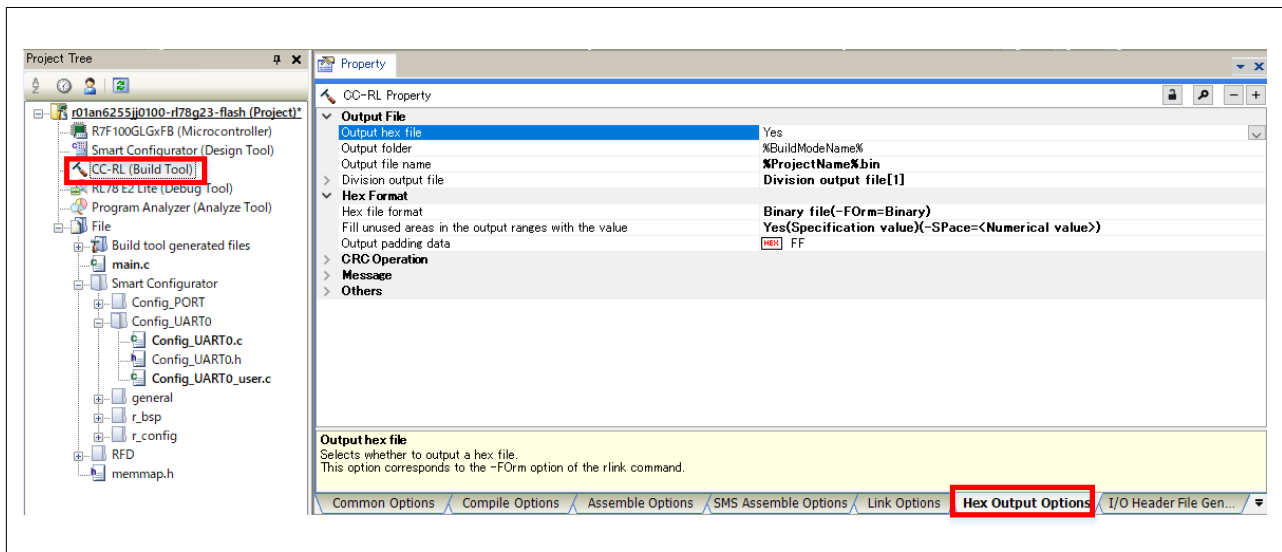 Project Tree
r01an6255jj0100-rl78g23-flash (Project)*
R7F100GLGxFB (Microcontroller)
Smart Configurator (Design Tool)
CC-RL (Build Tool)
RL78 E2 Lite (Debug Tool)
Program Analyzer (Analyze Tool)
File
Build tool generated files
main.c
Smart Configurator
Config_PORT
Config_UART0
Config_UART0.c
Config_UART0.h
Config_UART0_user.c
general
r_bsp
r_config
RFD
memmap.h
Property
CC-RL Property
Output File
Output hex file Yes
Output folder %BuildModeName%
Output file name %ProjectName%.bin
Division output file Division output file[1]
Hex Format
Hex file format Binary file(-FOrm=Binary)
Fill unused areas in the output ranges with the value Yes(Specification value)(-SPace=<Numerical value>)
Output padding data HEX FF
CRC Operation
Message
Others
Output hex file
Selects whether to output a hex file.
This option corresponds to the -FOrm option of the rlink command.
Common Options Compile Options Assemble Options SMS Assemble Options Link Options Hex Output Options I/O Header File Gen...